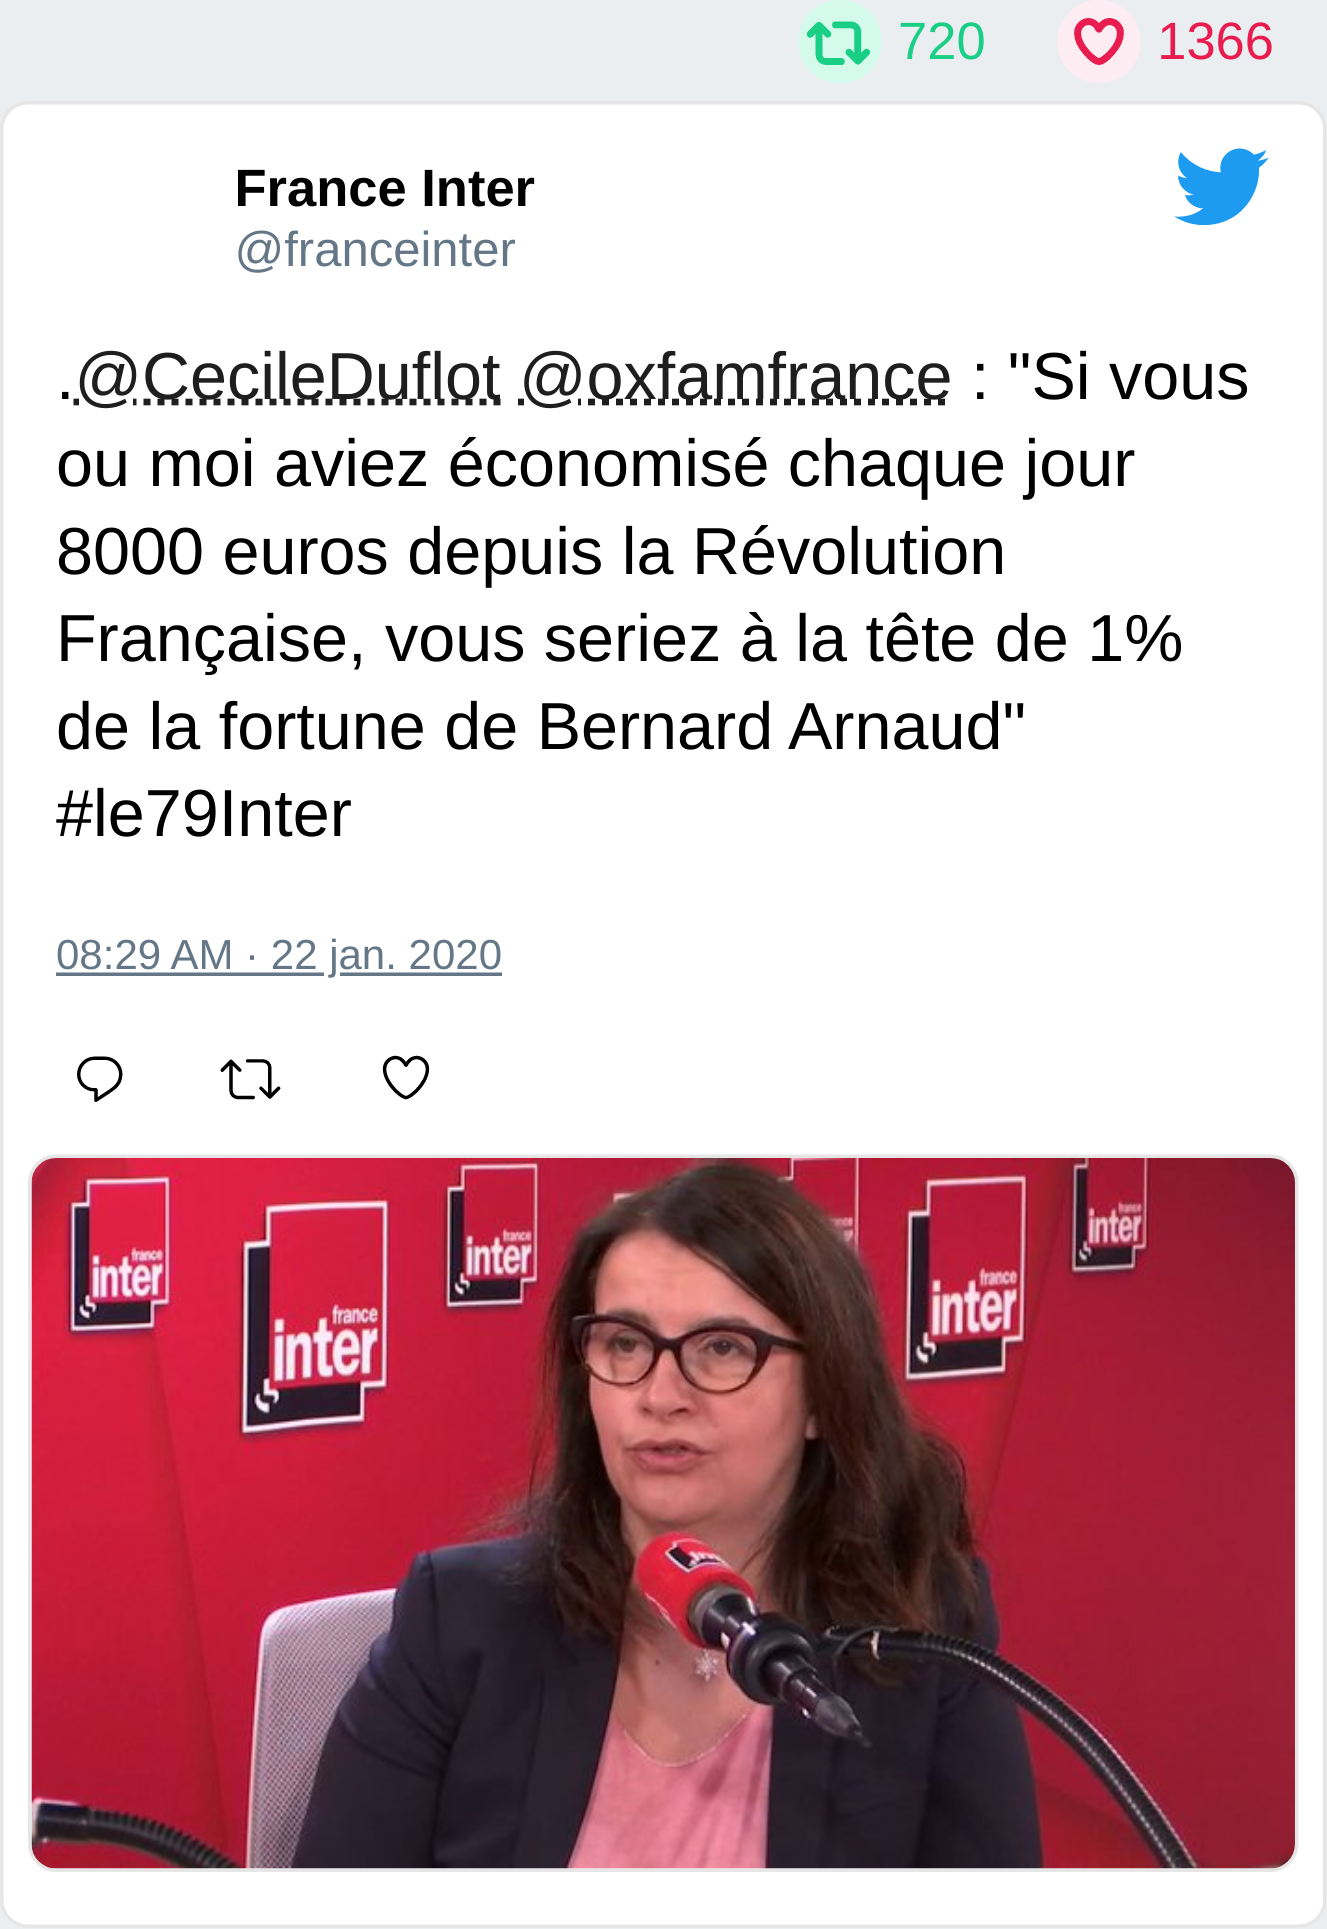 720 1366
France Inter
@franceinter
.@CecileDuflot @oxfamfrance : "Si vous
ou moi aviez économisé chaque jour
8000 euros depuis la Révolution
Française, vous seriez à la tête de 1%
de la fortune de Bernard Arnaud"
#le79Inter
08:29 AM · 22 jan. 2020
france
inter
france
inter
france
inter
france
france
inter
france
inter